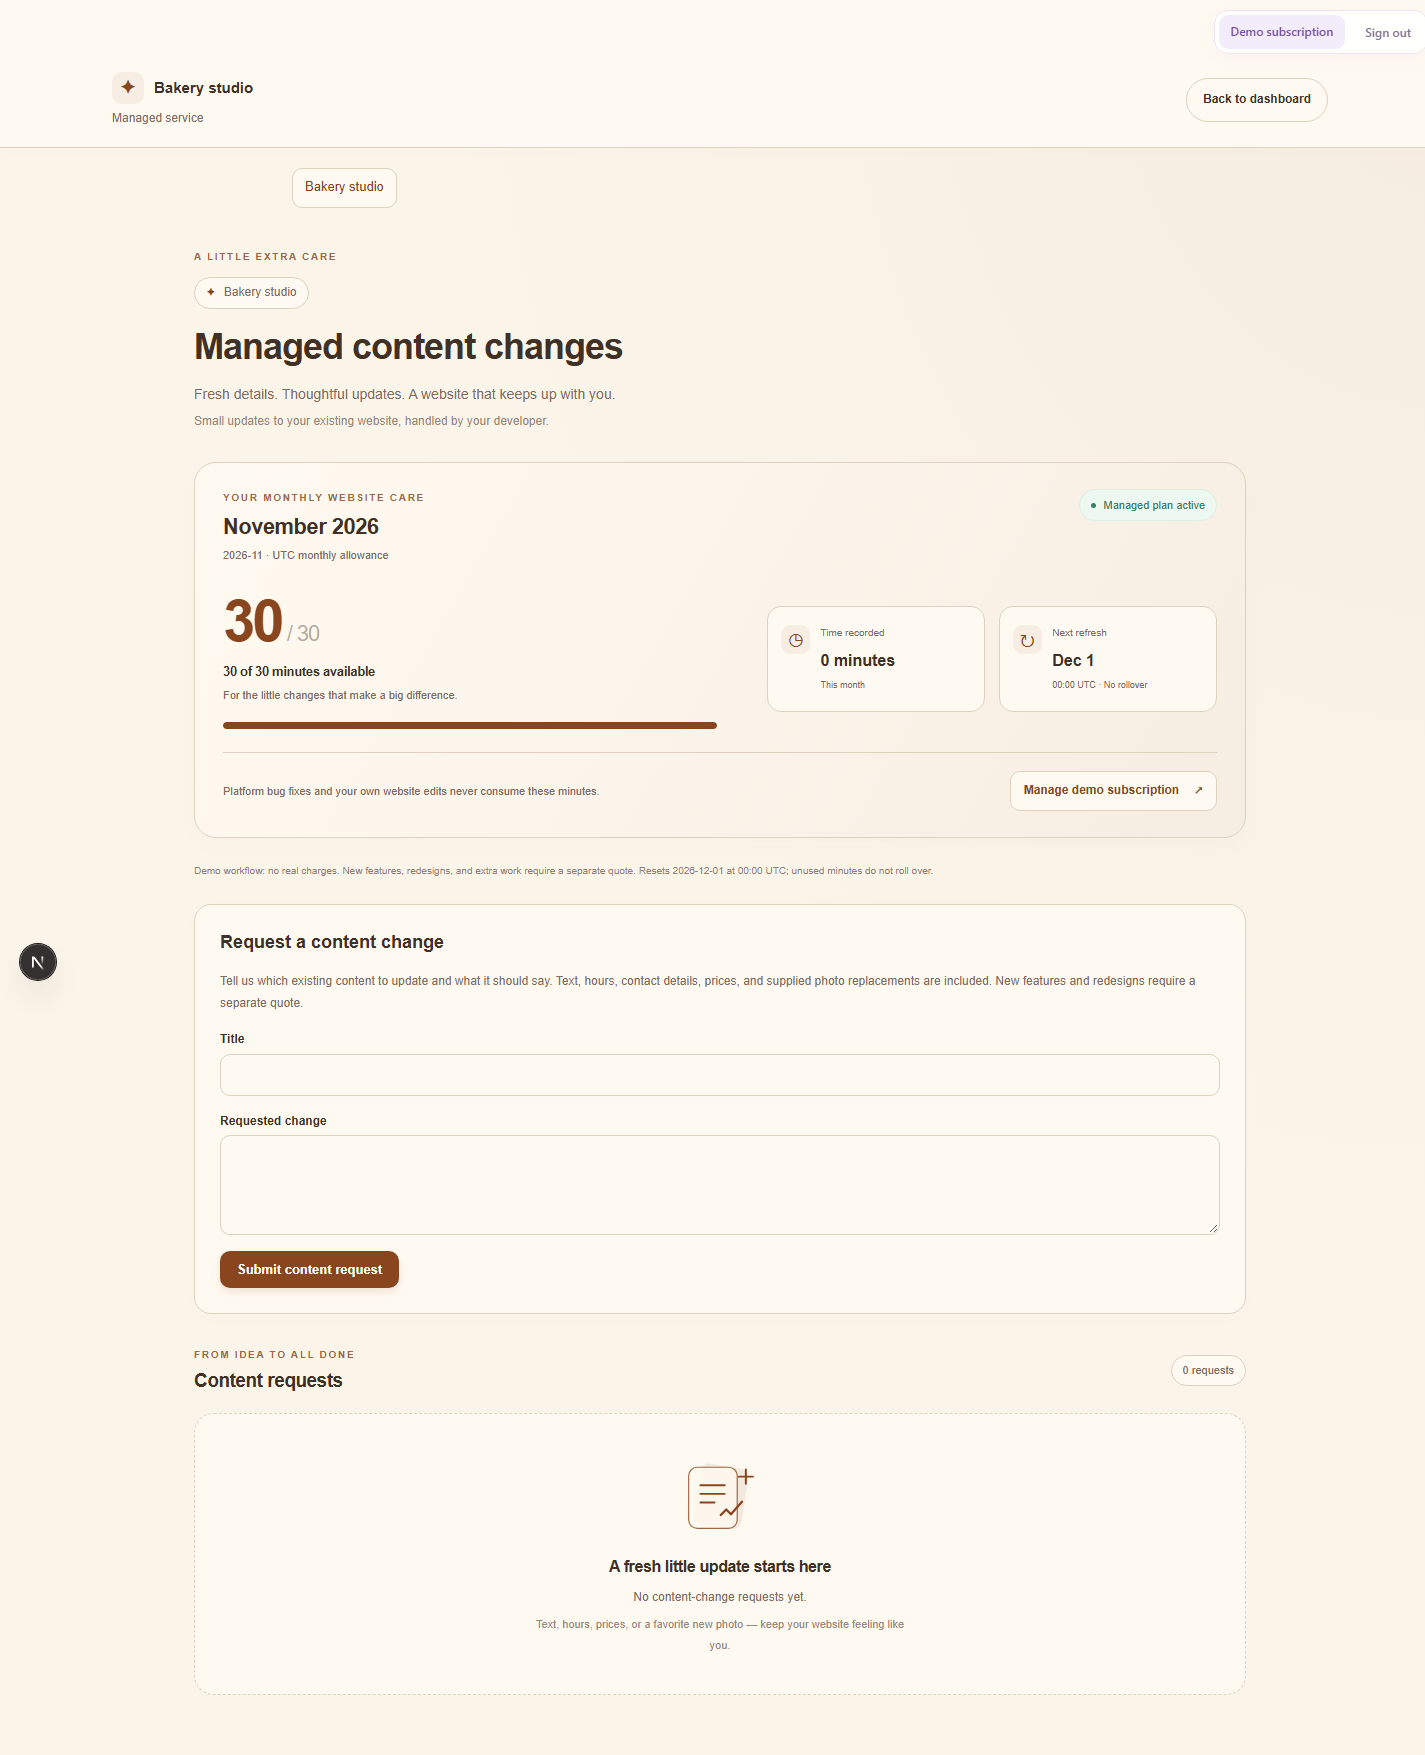 Demo subscription
Sign out
Bakery studio
Managed service
Back to dashboard
Bakery studio
A LITTLE EXTRA CARE
Bakery studio
Managed content changes
Fresh details. Thoughtful updates. A website that keeps up with you.
Small updates to your existing website, handled by your developer.
YOUR MONTHLY WEBSITE CARE
Managed plan active
November 2026
2026-11 · UTC monthly allowance
30 / 30
30 of 30 minutes available
For the little changes that make a big difference.
Time recorded
0 minutes
This month
Next refresh
Dec 1
00:00 UTC · No rollover
Platform bug fixes and your own website edits never consume these minutes.
Manage demo subscription ↗
Demo workflow: no real charges. New features, redesigns, and extra work require a separate quote. Resets 2026-12-01 at 00:00 UTC; unused minutes do not roll over.
N
Request a content change
Tell us which existing content to update and what it should say. Text, hours, contact details, prices, and supplied photo replacements are included. New features and redesigns require a
separate quote.
Title
Requested change
Submit content request
FROM IDEA TO ALL DONE
Content requests
0 requests
A fresh little update starts here
No content-change requests yet.
Text, hours, prices, or a favorite new photo — keep your website feeling like
you.